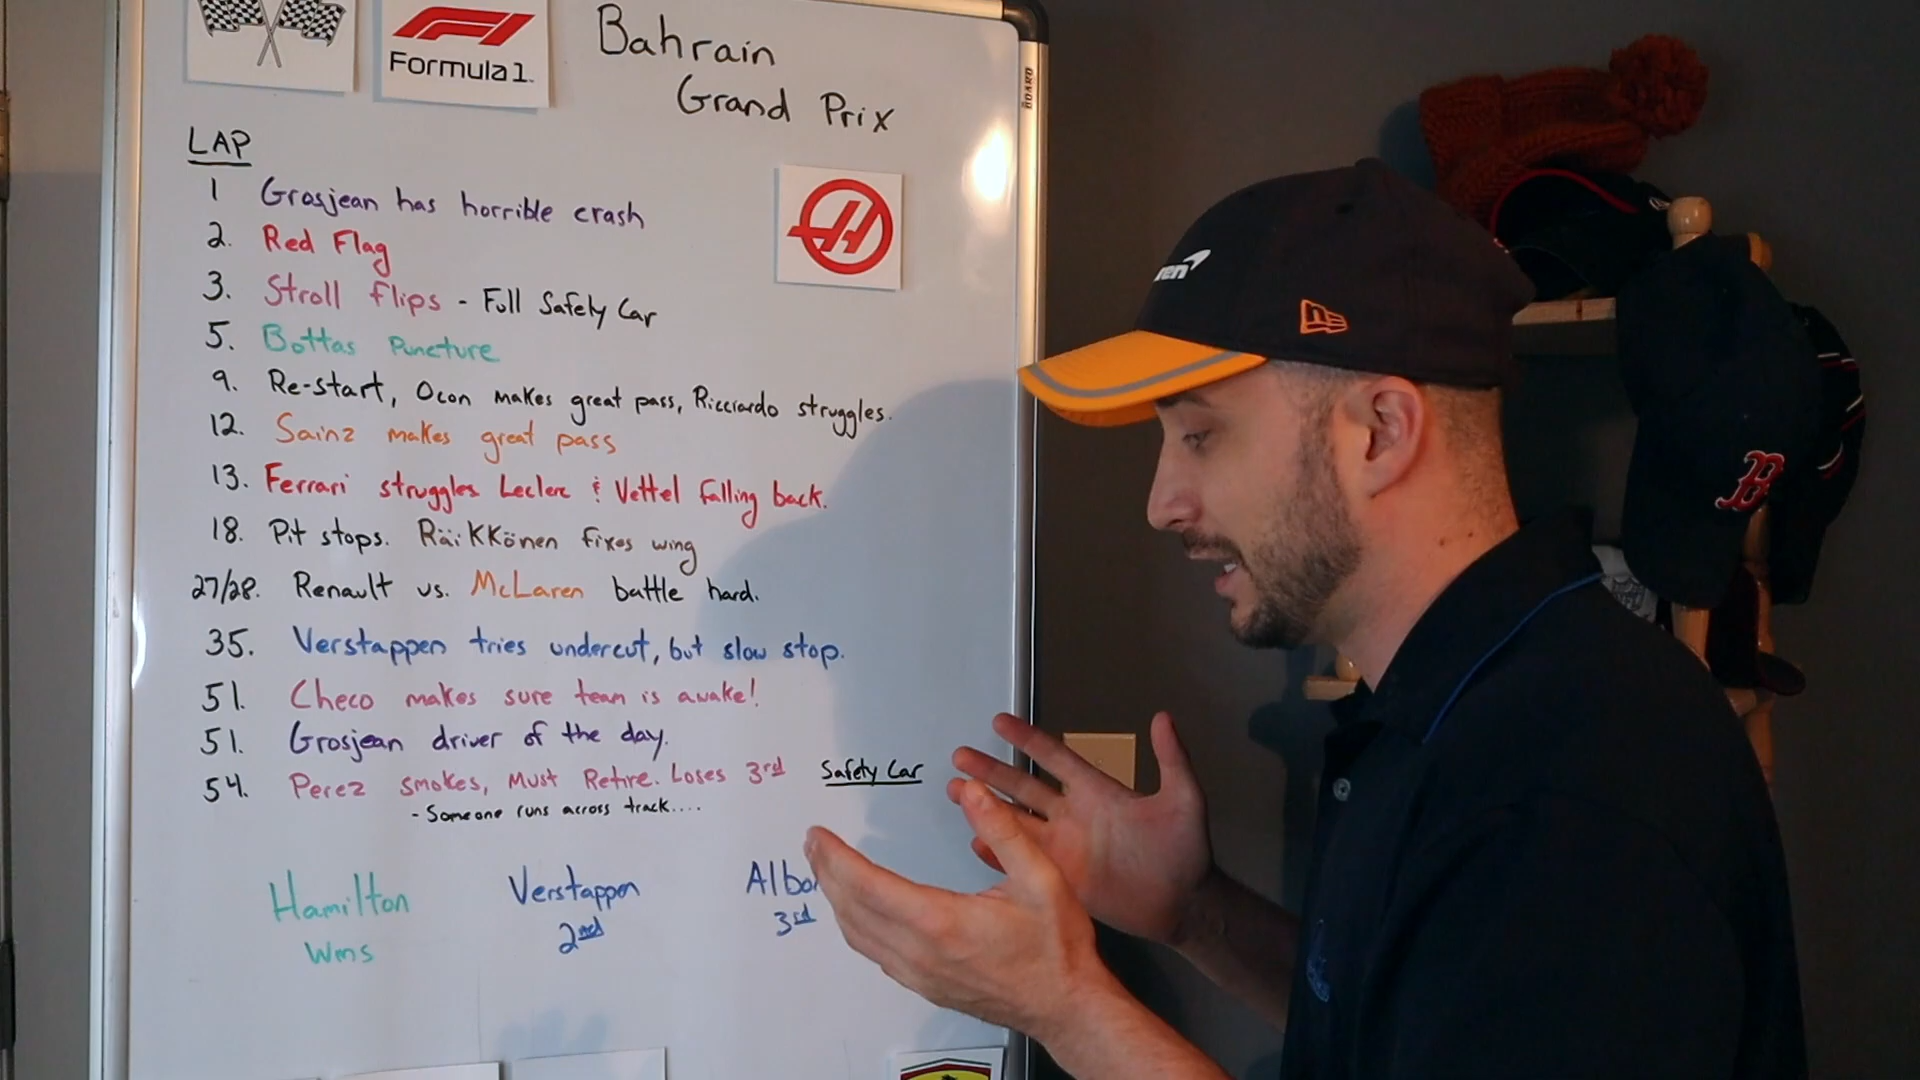 Formula 1.
Bahrain
Grand Prix
LAP
1 Grosjean has horrible crash
2. Red Flag
3. Stroll flips - Full Safety Car
5. Bottas Puncture
9. Re-start, Ocon makes great pass, Ricciardo struggles.
12. Sainz makes great pass
13. Ferrari struggles Leclerc & Vettel falling back.
18. Pit stops. Räikkönen fixes wing
27/28. Renault vs. McLaren battle hard.
35. Verstappen tries undercut, but slow stop.
51. Checo makes sure team is awake!
51. Grosjean driver of the day.
54. Perez smokes, Must Retire. Loses 3rd Safety Car
- Someone runs across track....
Hamilton Verstappen Albo
Wins 2nd 3rd
BOARD
ren
B